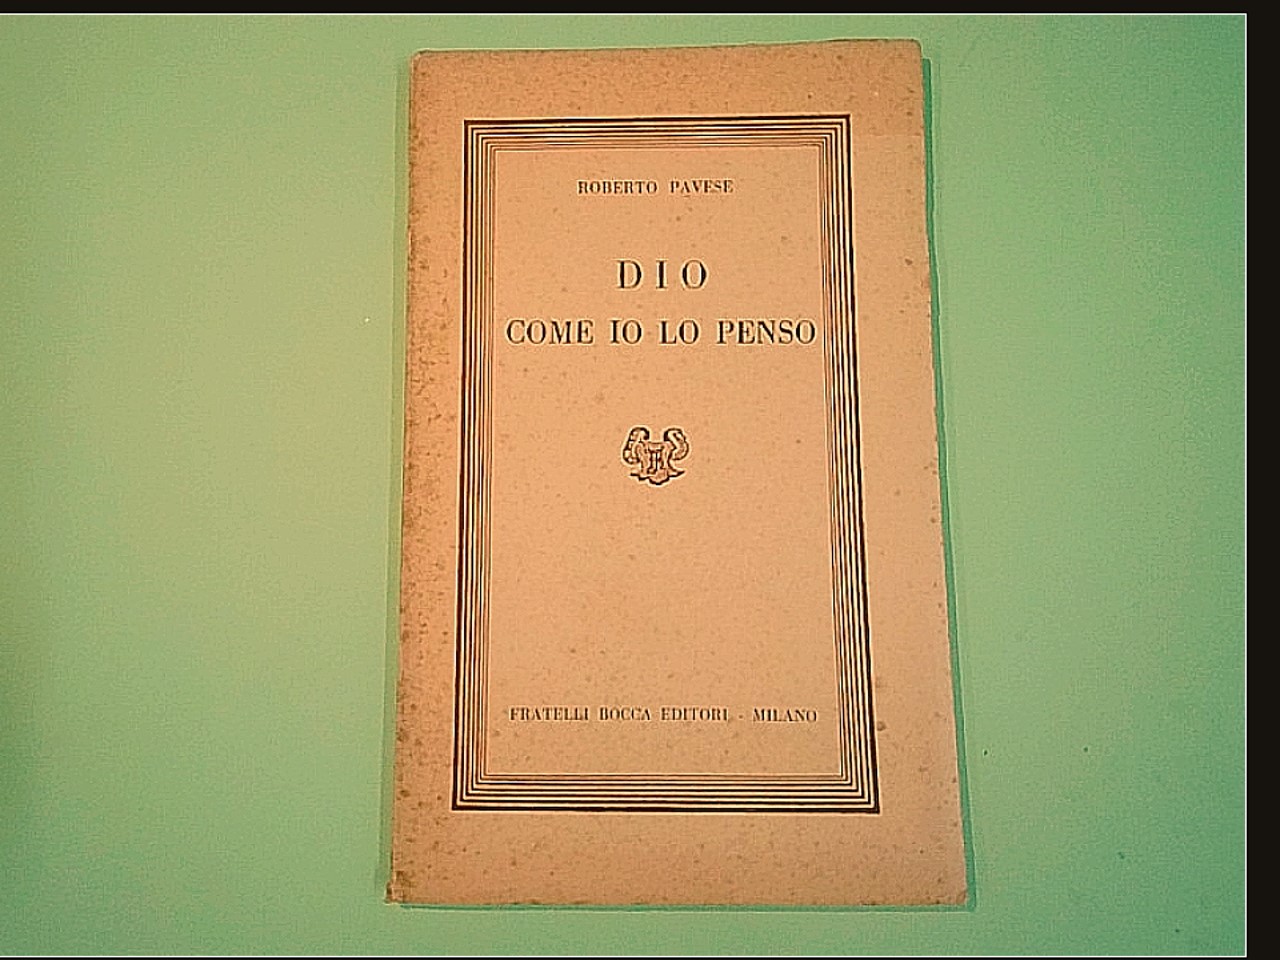 ROBERTO PAVESE
DIO
COME IO LO PENSO
FRATELLI BOCCA EDITORI - MILANO